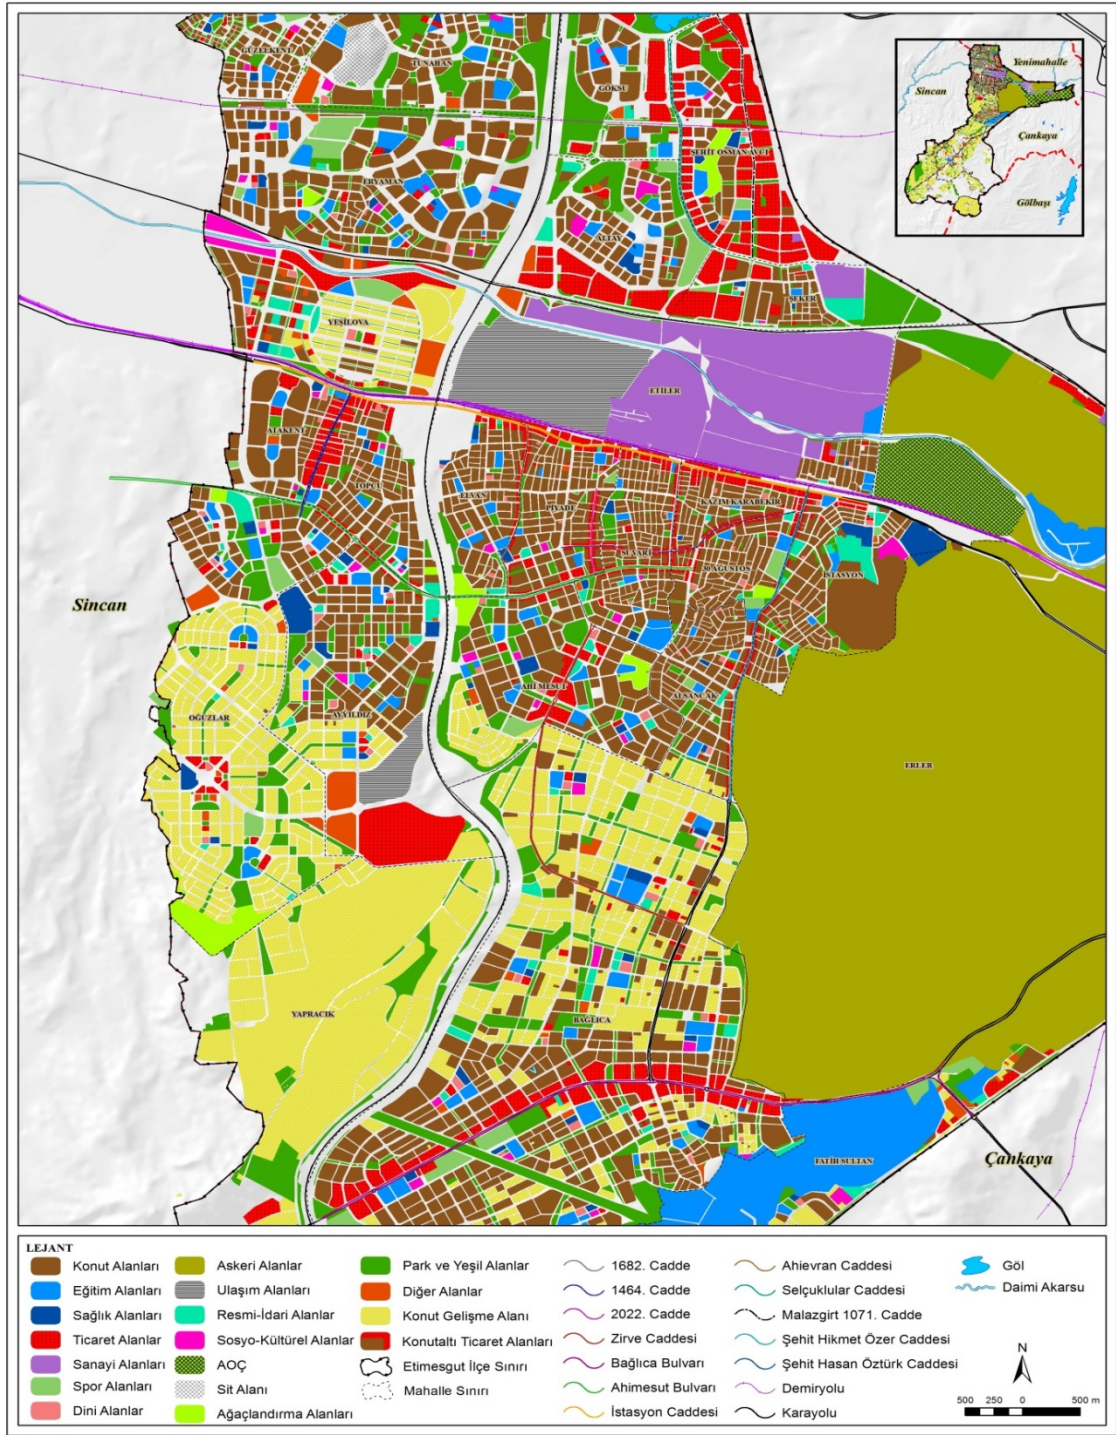 GÜZELKENT
TUNAHAN
GÖKSU
Yenimahalle
Sincan
Çankaya
Gölbaşı
ŞEHİT OSMAN AVCI
ERYAMAN
ALTAY
ŞEKER
YEŞİLOVA
ETİLER
ATAKENT
TOPÇU
ELVAN
PİYADE
KAZIM KARABEKİR
SÜVARİ
30 AĞUSTOS
İSTASYON
Sincan
AHİ MESUT
ALSANCAK
OĞUZLAR
AYYILDIZ
ERLER
YAPRACIK
BAĞLICA
FATİH SULTAN
Çankaya
LEJANT
Konut Alanları
Eğitim Alanları
Sağlık Alanları
Ticaret Alanlar
Sanayi Alanları
Spor Alanları
Dini Alanlar
Askeri Alanlar
Ulaşım Alanları
Resmi-İdari Alanlar
Sosyo-Kültürel Alanlar
AOÇ
Sit Alanı
Ağaçlandırma Alanları
Park ve Yeşil Alanlar
Diğer Alanlar
Konut Gelişme Alanı
Konutaltı Ticaret Alanları
Etimesgut İlçe Sınırı
Mahalle Sınırı
1682. Cadde
1464. Cadde
2022. Cadde
Zirve Caddesi
Bağlıca Bulvarı
Ahimesut Bulvarı
İstasyon Caddesi
Ahievran Caddesi
Selçuklular Caddesi
Malazgirt 1071. Cadde
Şehit Hikmet Özer Caddesi
Şehit Hasan Öztürk Caddesi
Demiryolu
Karayolu
Göl
Daimi Akarsu
N
500 250 0 500 m